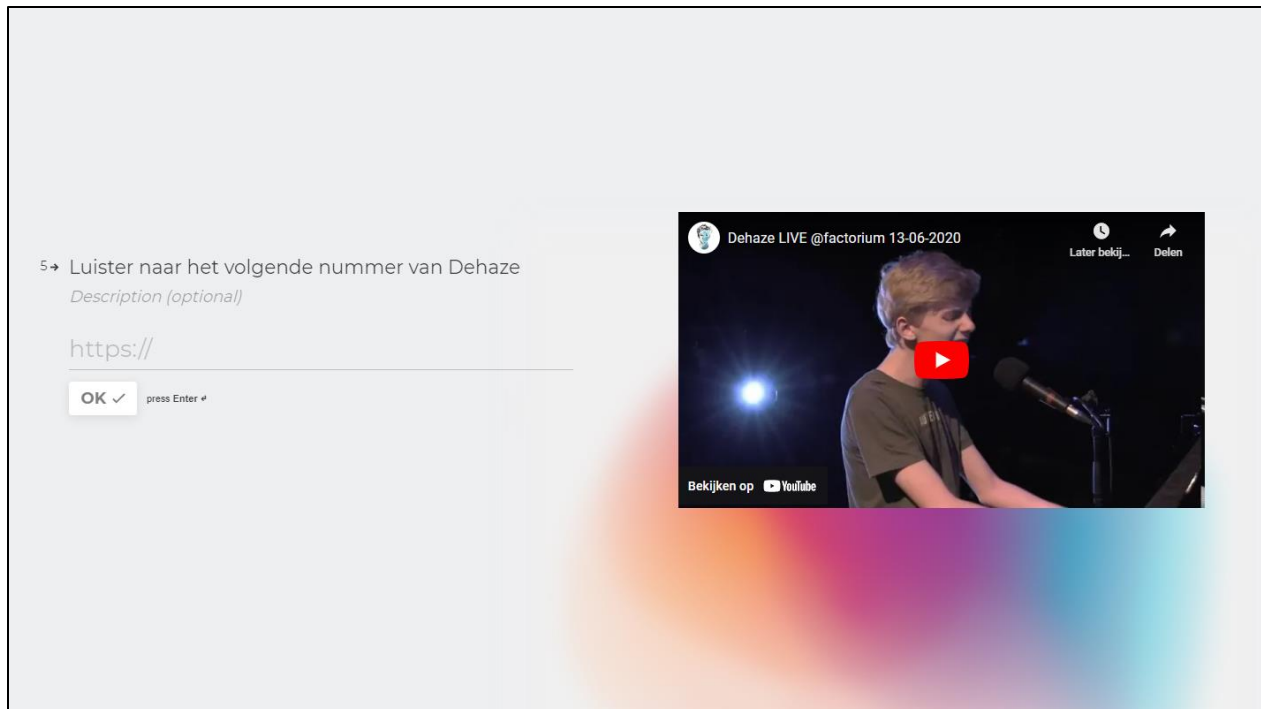 5→ Luister naar het volgende nummer van Dehaze
Description (optional)
https://
OK ✓ press Enter ↵
Dehaze LIVE @factorium 13-06-2020
Later bekij...
Delen
Bekijken op YouTube